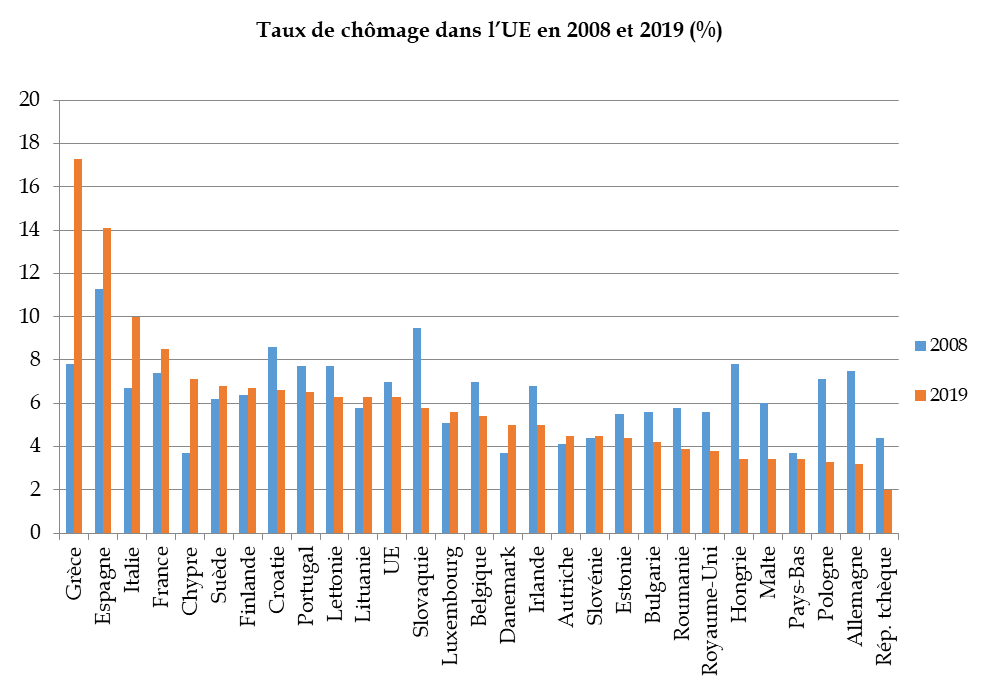 Taux de chômage dans l’UE en 2008 et 2019 (%)
20
18
16
14
12
10
8
6
4
2
0
Grèce
Espagne
Italie
France
Chypre
Suède
Finlande
Croatie
Portugal
Lettonie
Lituanie
UE
Slovaquie
Luxembourg
Belgique
Danemark
Irlande
Autriche
Slovénie
Estonie
Bulgarie
Roumanie
Royaume-Uni
Hongrie
Malte
Pays-Bas
Pologne
Allemagne
Rép. tchèque
2008
2019